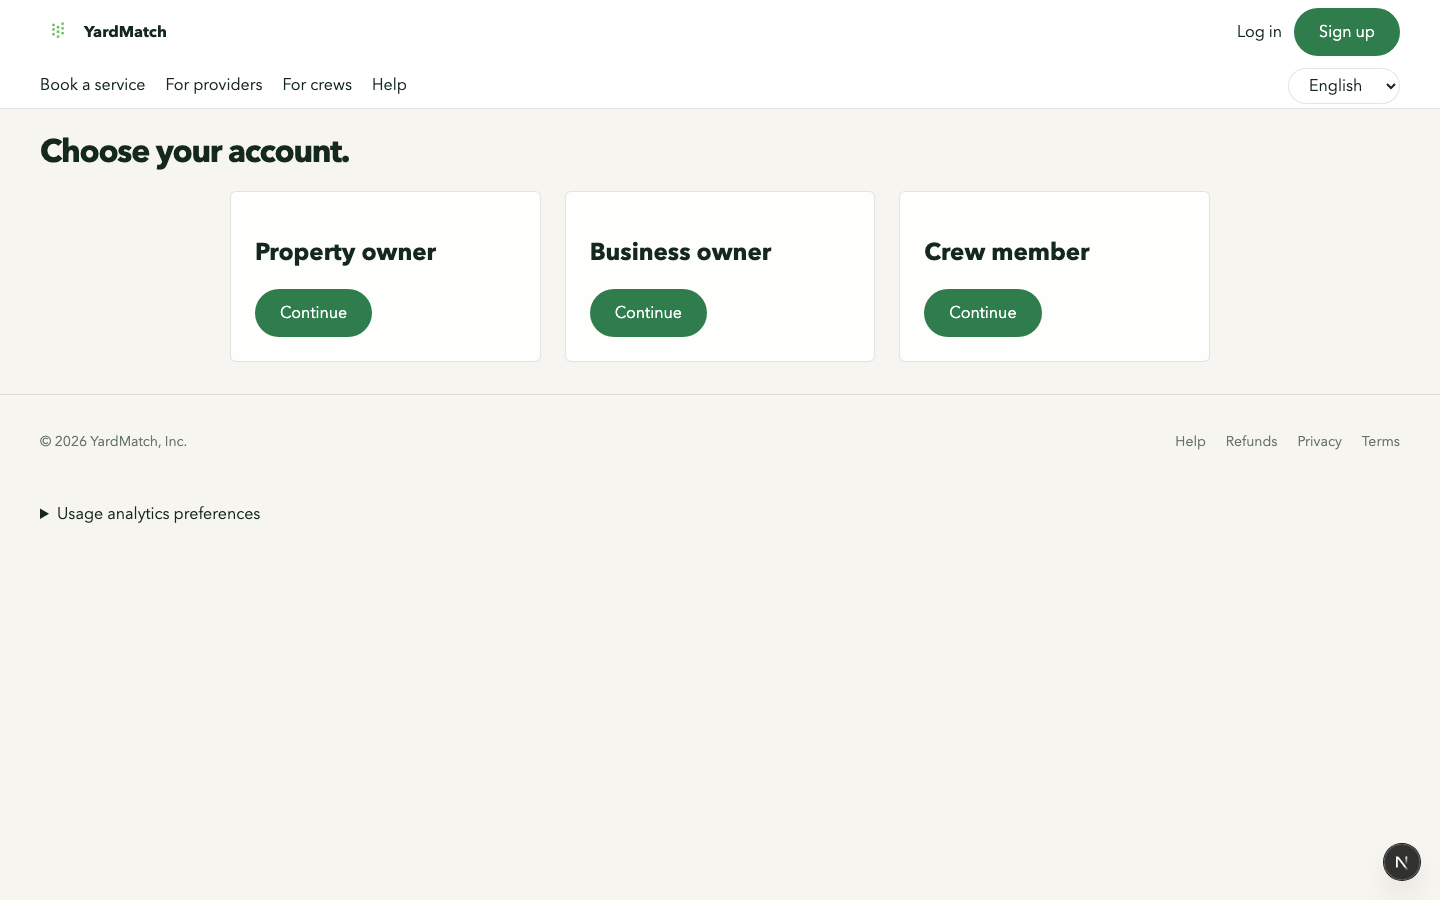 YardMatch
Log in
Sign up
Book a service
For providers
For crews
Help
English
Choose your account.
Property owner
Continue
Business owner
Continue
Crew member
Continue
© 2026 YardMatch, Inc.
Help
Refunds
Privacy
Terms
Usage analytics preferences
N